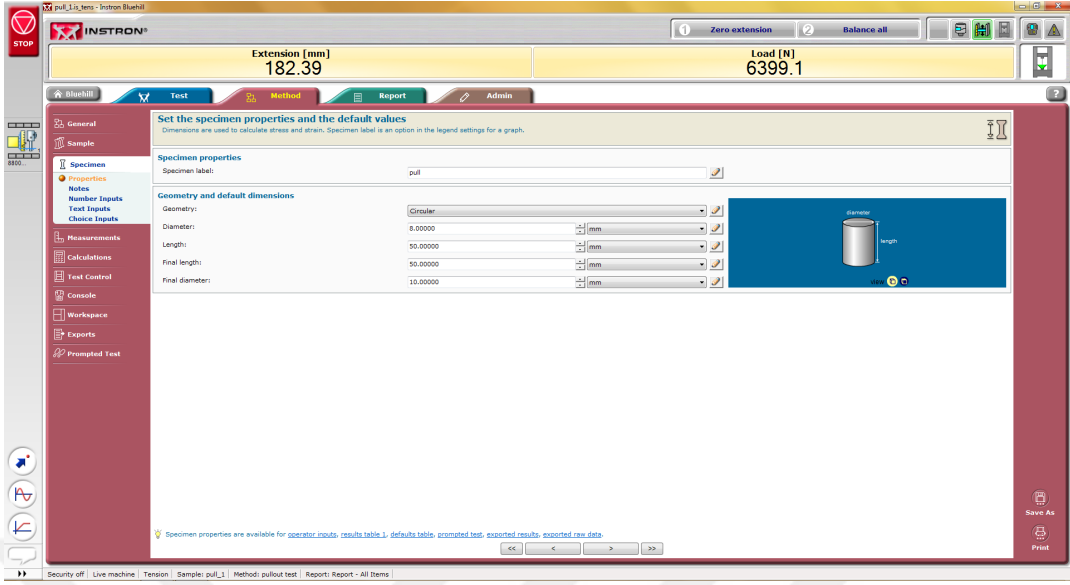 pull_1.is_tens - Instron Bluehill
STOP
INSTRON®
1 Zero extension
2 Balance all
Extension [mm]
182.39
Load [N]
6399.1
Bluehill
Test
Method
Report
Admin
?
8800...
General
Sample
Specimen
Properties
Notes
Number Inputs
Text Inputs
Choice Inputs
Measurements
Calculations
Test Control
Console
Workspace
Exports
Prompted Test
Set the specimen properties and the default values
Dimensions are used to calculate stress and strain. Specimen label is an option in the legend settings for a graph.
Specimen properties
Specimen label: pull
Geometry and default dimensions
Geometry: Circular
Diameter: 8.00000 mm
Length: 50.00000 mm
Final length: 50.00000 mm
Final diameter: 10.00000 mm
diameter
length
view
Specimen properties are available for operator inputs, results table 1, defaults table, prompted test, exported results, exported raw data.
<< < > >>
Save As
Print
Security off Live machine Tension Sample: pull_1 Method: pullout test Report: Report - All Items